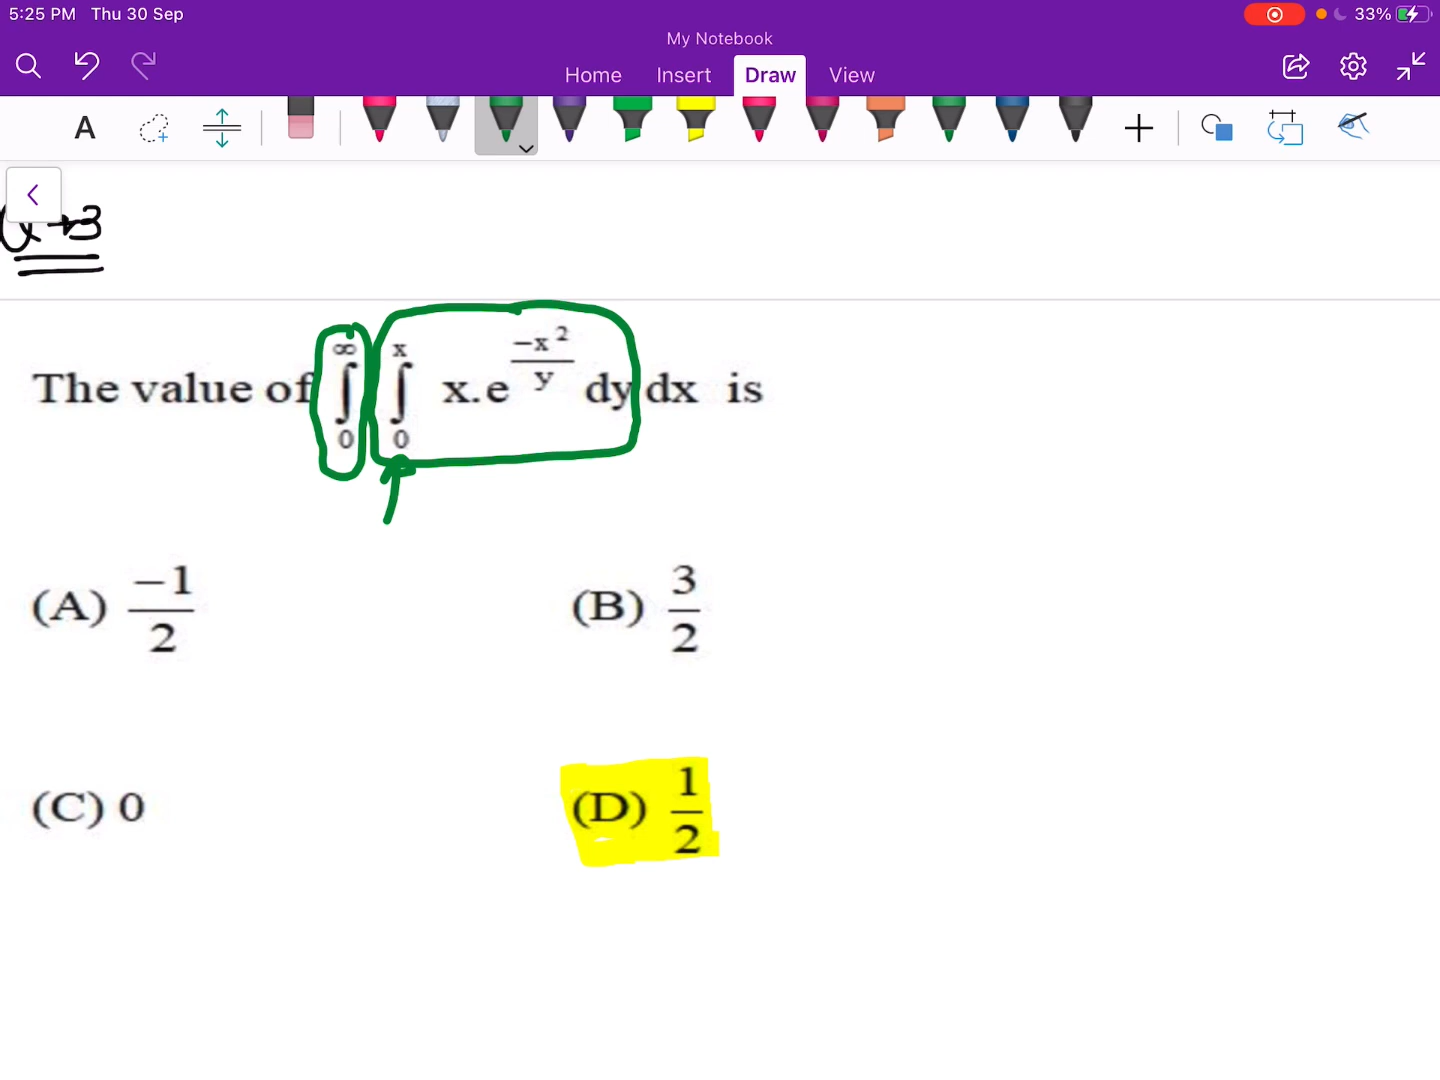 5:25 PM Thu 30 Sep
33%
My Notebook
Home Insert Draw View
A
x+3
The value of ∫₀^∞ ∫₀^x x.e^(-x²/y) dy dx is
(A) -1/2
(B) 3/2
(C) 0
(D) 1/2